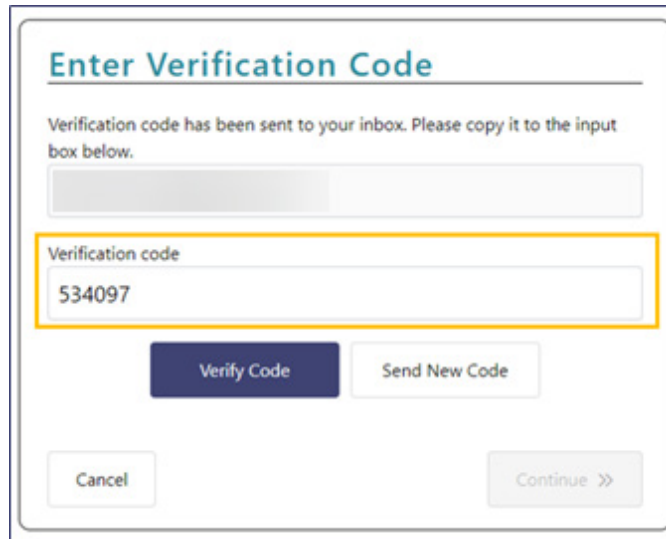 Enter Verification Code
Verification code has been sent to your inbox. Please copy it to the input
box below.
Verification code
534097
Verify Code
Send New Code
Cancel
Continue »